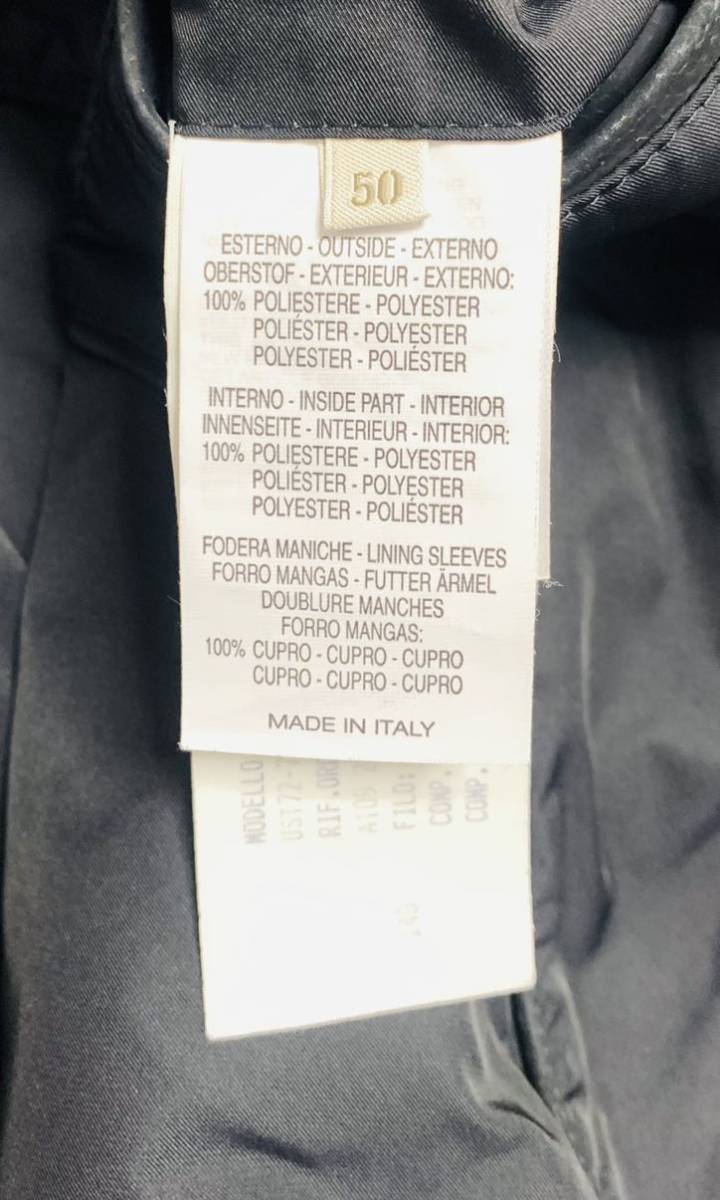 50
ESTERNO - OUTSIDE - EXTERNO
OBERSTOF - EXTERIEUR - EXTERNO:
100% POLIESTERE - POLYESTER
POLIÉSTER - POLYESTER
POLYESTER - POLIÉSTER
INTERNO - INSIDE PART - INTERIOR
INNENSEITE - INTERIEUR - INTERIOR:
100% POLIESTERE - POLYESTER
POLIÉSTER - POLYESTER
POLYESTER - POLIÉSTER
FODERA MANICHE - LINING SLEEVES
FORRO MANGAS - FUTTER ÄRMEL
DOUBLURE MANCHES
FORRO MANGAS:
100% CUPRO - CUPRO - CUPRO
CUPRO - CUPRO - CUPRO
MADE IN ITALY
MODELLO
RIF.OR
FILO:
COMP.
COMP.